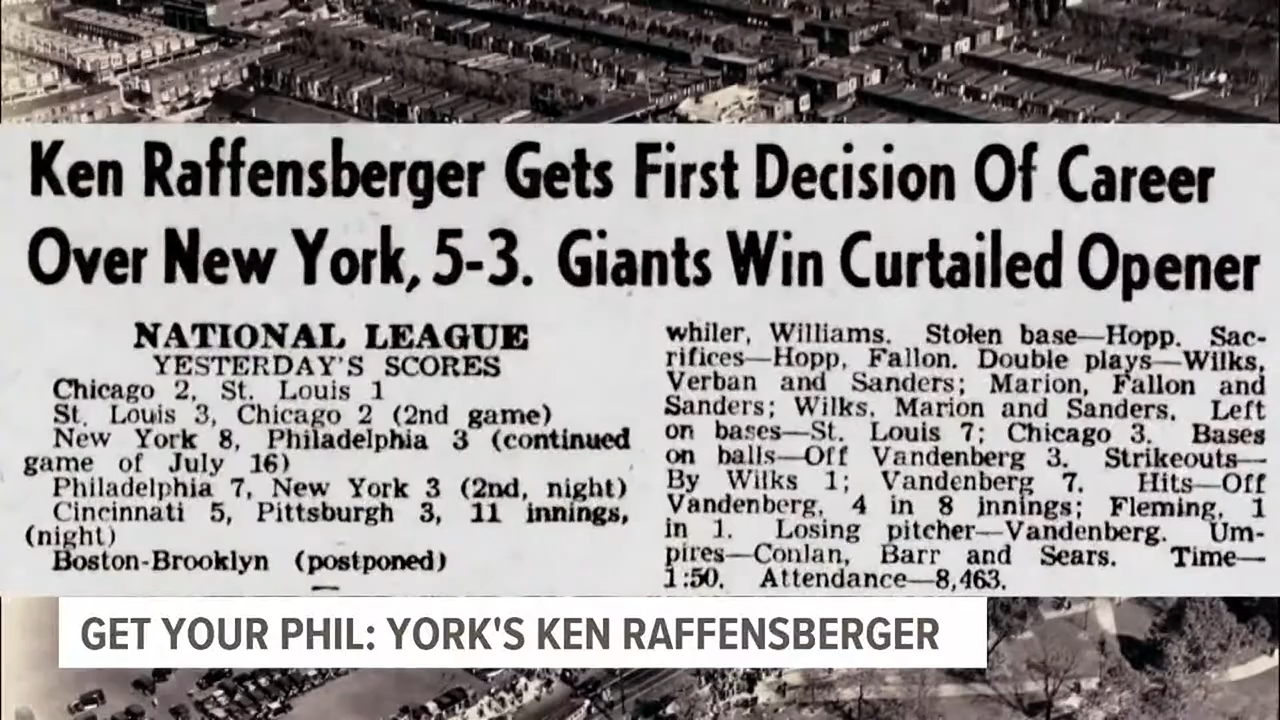 Ken Raffensberger Gets First Decision Of Career
Over New York, 5-3. Giants Win Curtailed Opener
NATIONAL LEAGUE
YESTERDAY'S SCORES
Chicago 2, St. Louis 1
St. Louis 3, Chicago 2 (2nd game)
New York 8, Philadelphia 3 (continued
game of July 16)
Philadelphia 7, New York 3 (2nd, night)
Cincinnati 5, Pittsburgh 3, 11 innings,
(night)
Boston-Brooklyn (postponed)
whiler, Williams. Stolen base—Hopp. Sac-
rifices—Hopp, Fallon. Double plays—Wilks,
Verban and Sanders; Marion, Fallon and
Sanders; Wilks, Marion and Sanders. Left
on bases—St. Louis 7; Chicago 3. Bases
on balls—Off Vandenberg 3. Strikeouts—
By Wilks 1; Vandenberg 7. Hits—Off
Vandenberg, 4 in 8 innings; Fleming, 1
in 1. Losing pitcher—Vandenberg. Um-
pires—Conlan, Barr and Sears. Time—
1:50. Attendance—8,463.
GET YOUR PHIL: YORK'S KEN RAFFENSBERGER